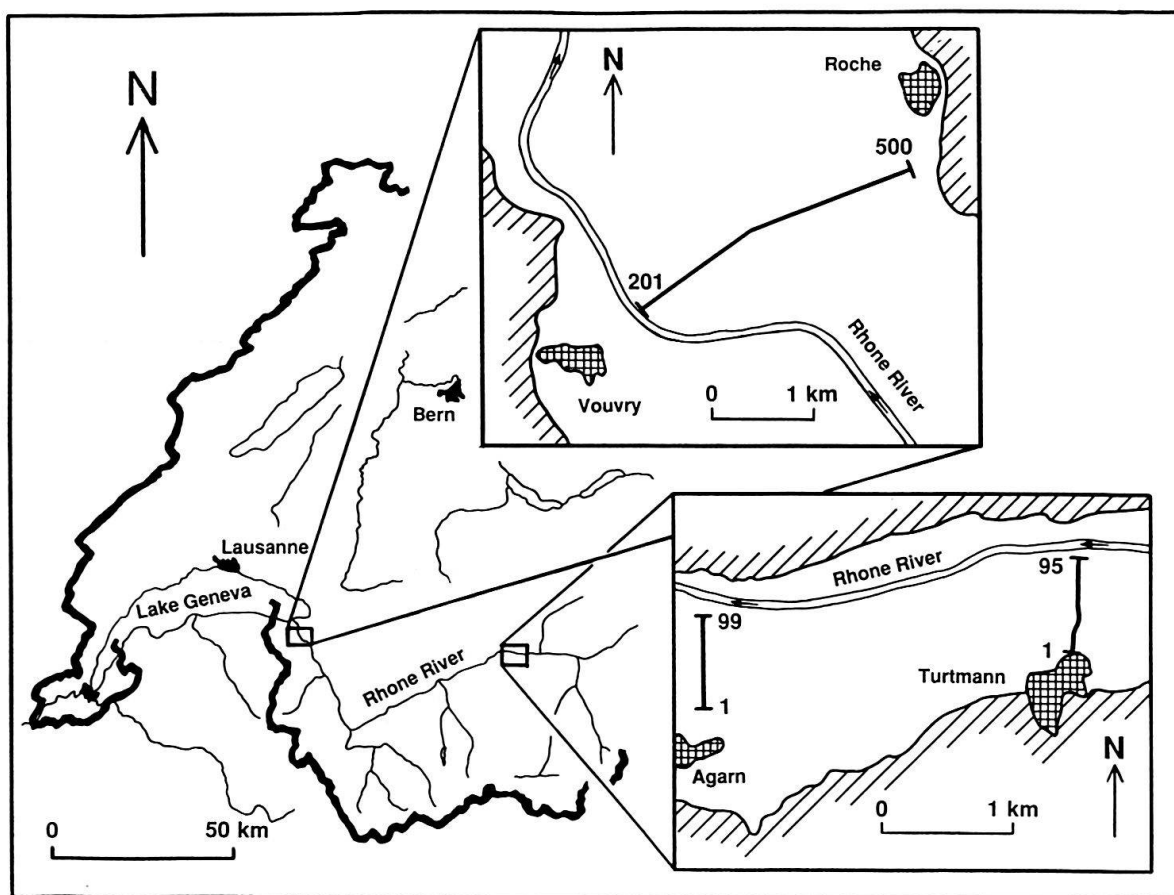 N
Bern
Lausanne
Lake Geneva
Rhone River
0
50 km
N
Roche
500
201
Rhone River
0
1 km
Vouvry
Rhone River
95
99
1
Turtmann
1
Agarn
N
0
1 km